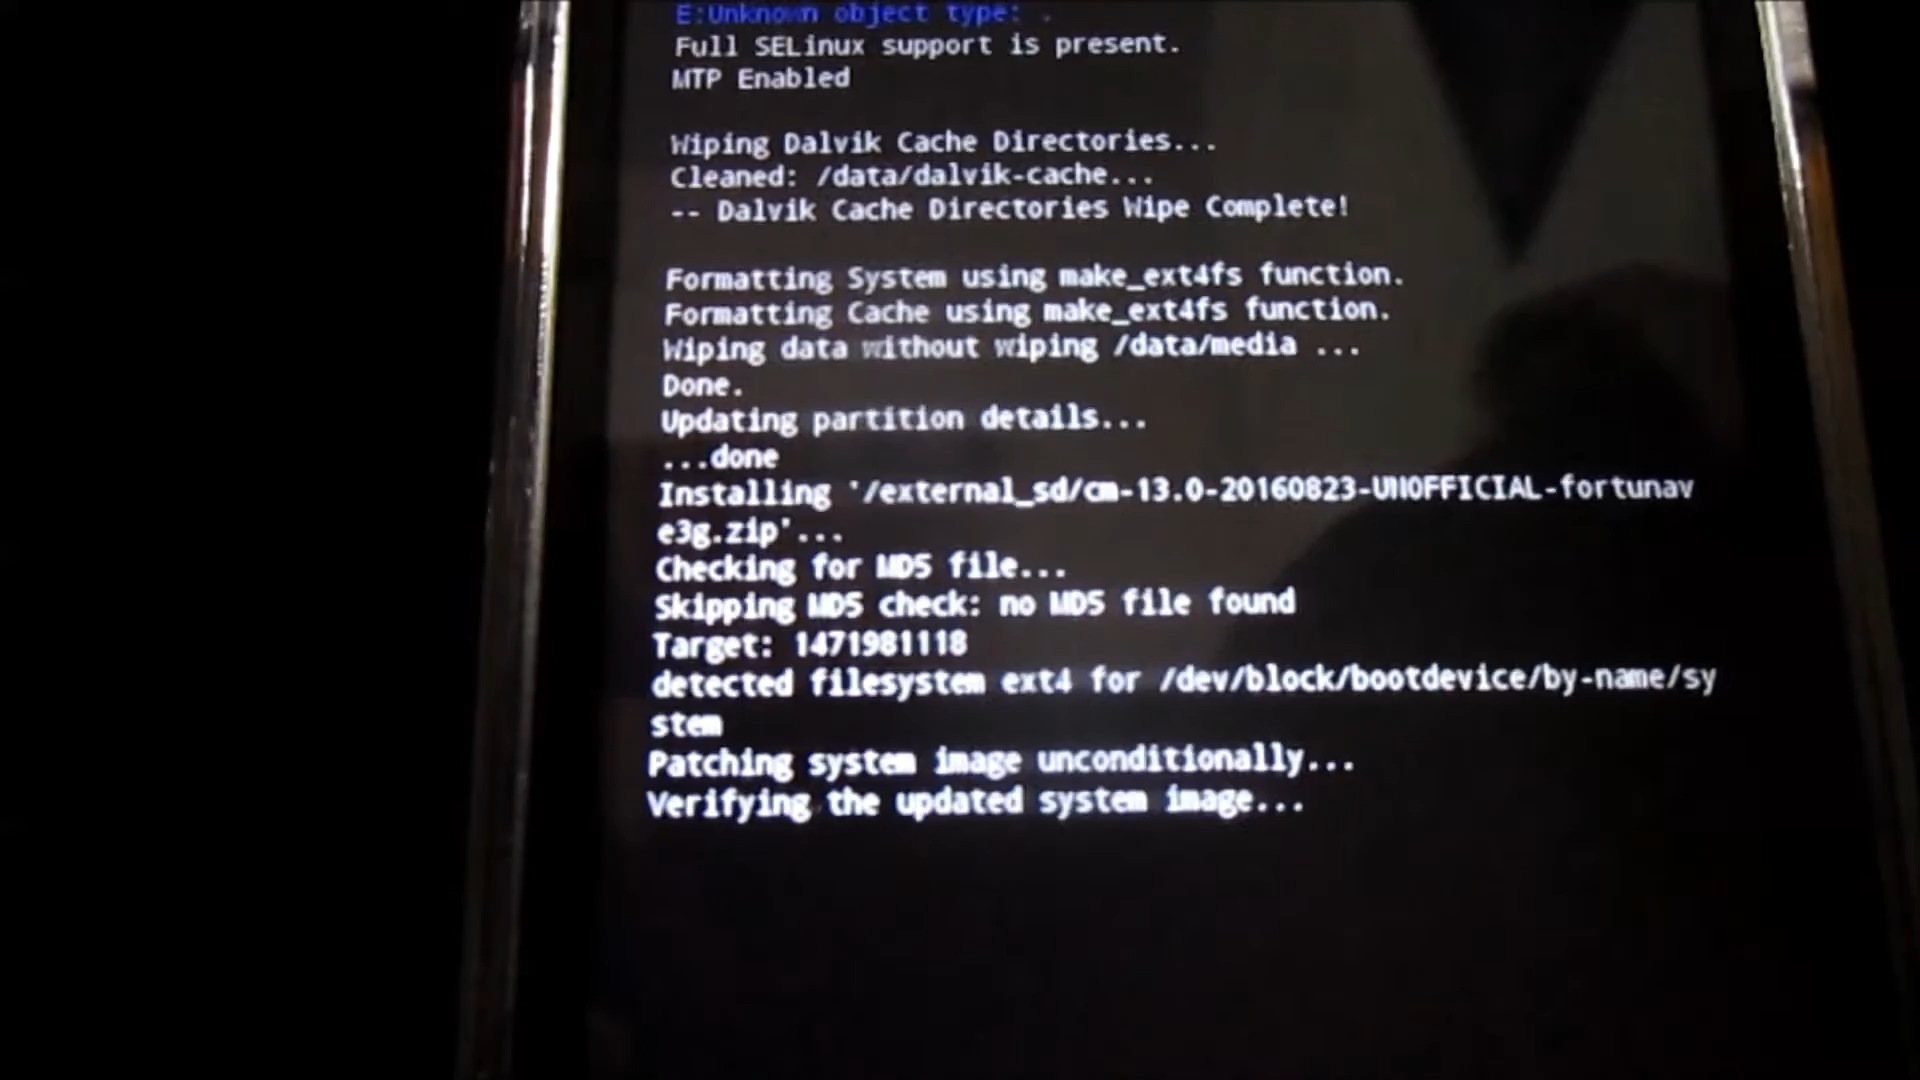 E:Unknown object type: .
Full SELinux support is present.
MTP Enabled
Wiping Dalvik Cache Directories...
Cleaned: /data/dalvik-cache...
-- Dalvik Cache Directories Wipe Complete!
Formatting System using make_ext4fs function.
Formatting Cache using make_ext4fs function.
Wiping data without wiping /data/media ...
Done.
Updating partition details...
...done
Installing '/external_sd/cm-13.0-20160823-UNOFFICIAL-fortunav
e3g.zip'...
Checking for MD5 file...
Skipping MD5 check: no MD5 file found
Target: 1471981118
detected filesystem ext4 for /dev/block/bootdevice/by-name/sy
stem
Patching system image unconditionally...
Verifying the updated system image...